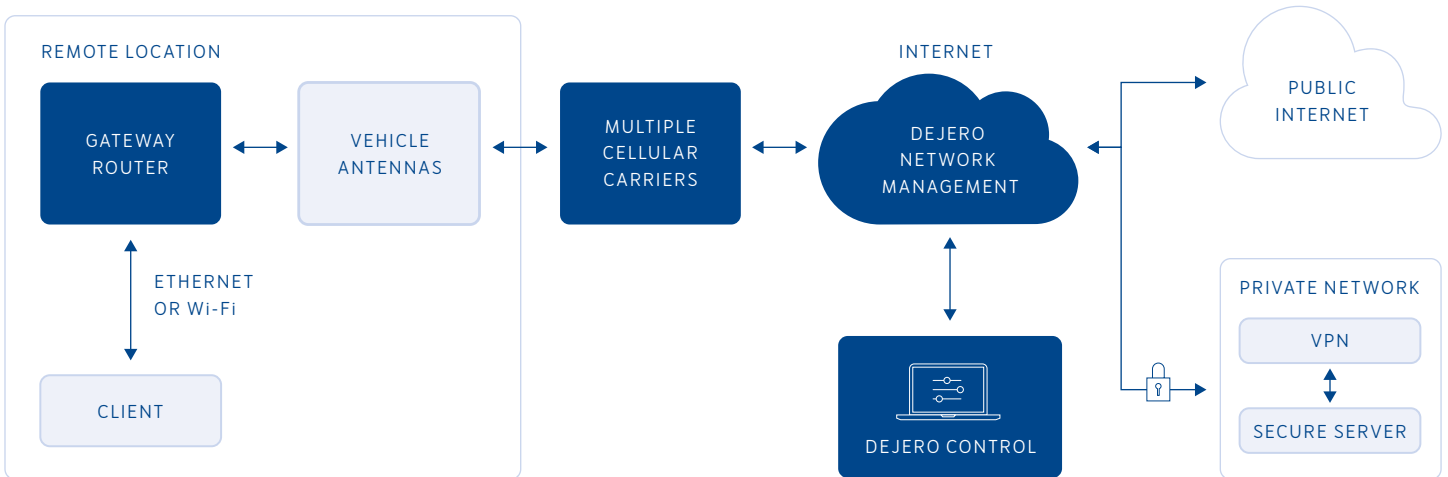 REMOTE LOCATION
GATEWAY
ROUTER
VEHICLE
ANTENNAS
ETHERNET
OR Wi-Fi
CLIENT
MULTIPLE
CELLULAR
CARRIERS
INTERNET
DEJERO
NETWORK
MANAGEMENT
DEJERO CONTROL
PUBLIC
INTERNET
PRIVATE NETWORK
VPN
SECURE SERVER